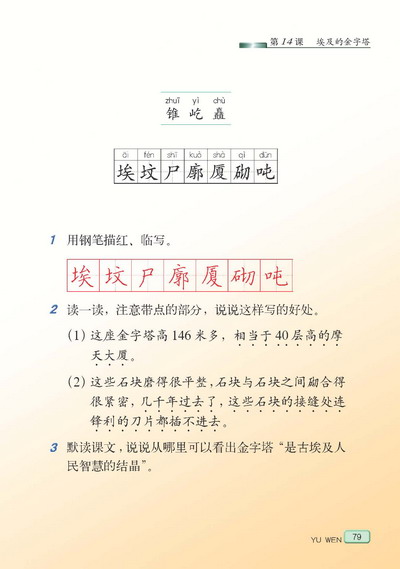 第14课 埃及的金字塔
zhuī yì chù
锥 屹 矗
āi fén shī kuò shà qì dūn
埃坟尸廓厦砌吨
1 用钢笔描红、临写。
埃坟尸廓厦砌吨
2 读一读，注意带点的部分，说说这样写的好处。
(1) 这座金字塔高146米多，相当于40层高的摩
天大厦。
(2) 这些石块磨得很平整，石块与石块之间砌合得
很紧密，几千年过去了，这些石块的接缝处连
锋利的刀片都插不进去。
3 默读课文，说说从哪里可以看出金字塔“是古埃及人
民智慧的结晶”。
YU WEN 79